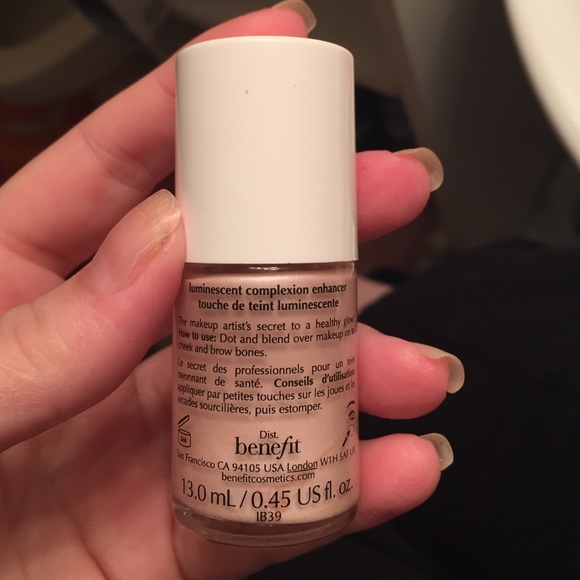 luminescent complexion enhancer
touche de teint luminescente
The makeup artist's secret to a healthy glow!
How to use: Dot and blend over makeup on
cheek and brow bones.
Le secret des professionnels pour un teint
rayonnant de santé. Conseils d'utilisation
appliquer par petites touches sur les joues et les
arcades sourcilières, puis estomper.
Dist.
benefit
San Francisco CA 94105 USA London W1H 5AF UK
benefitcosmetics.com
13.0 mL / 0.45 US fl. oz.
IB39